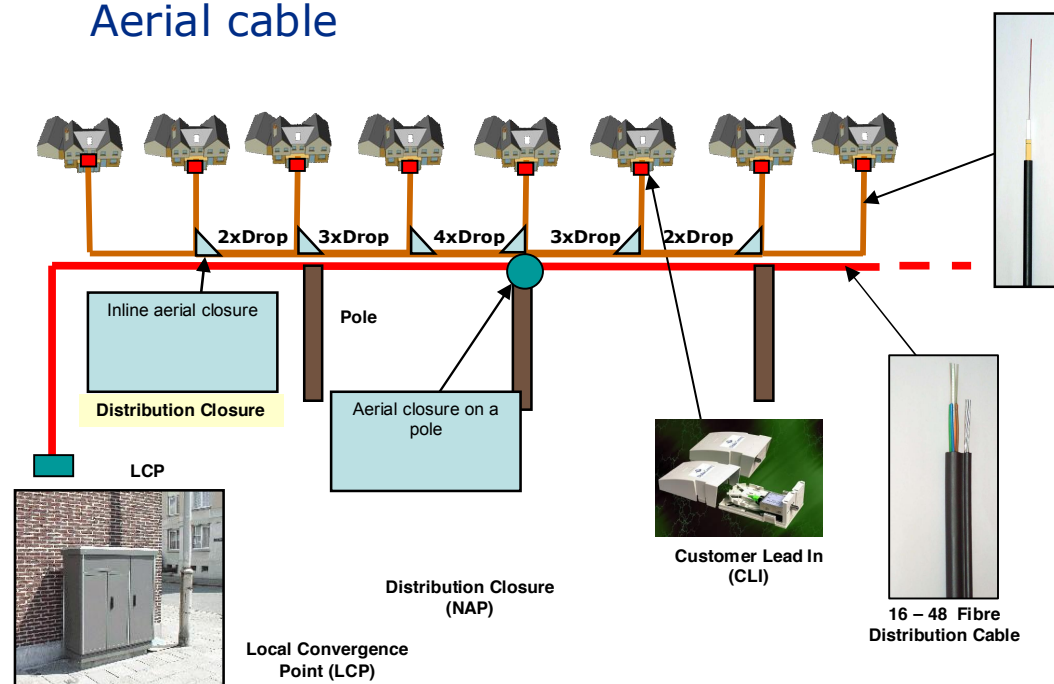 Aerial cable
2xDrop
3xDrop
4xDrop
3xDrop
2xDrop
Inline aerial closure
Pole
Distribution Closure
Aerial closure on a
pole
LCP
Customer Lead In
(CLI)
Distribution Closure
(NAP)
16 – 48 Fibre
Distribution Cable
Local Convergence
Point (LCP)